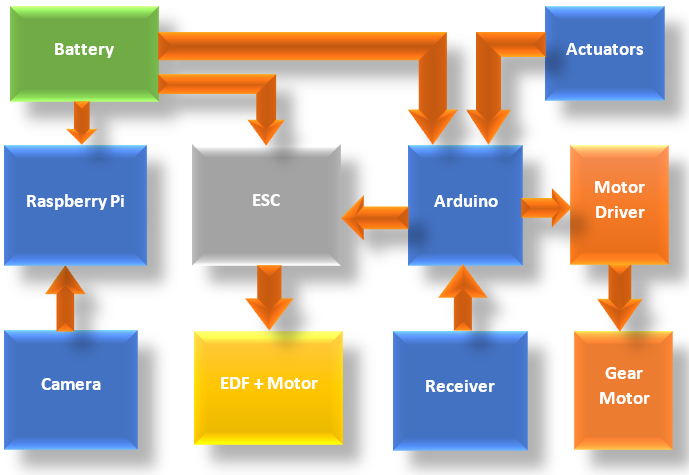 Battery
Actuators
Raspberry Pi
ESC
Arduino
Motor
Driver
Camera
EDF + Motor
Receiver
Gear
Motor